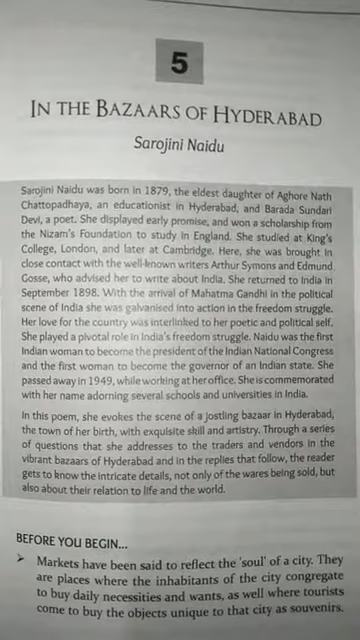 5
IN THE BAZAARS OF HYDERABAD
Sarojini Naidu
Sarojini Naidu was born in 1879, the eldest daughter of Aghore Nath
Chattopadhaya, an educationist in Hyderabad, and Barada Sundari
Devi, a poet. She displayed early promise, and won a scholarship from
the Nizam's Foundation to study in England. She studied at King's
College, London, and later at Cambridge. Here, she was brought in
close contact with the well-known writers Arthur Symons and Edmund
Gosse, who advised her to write about India. She returned to India in
September 1898. With the arrival of Mahatma Gandhi in the political
scene of India she was galvanised into action in the freedom struggle.
Her love for the country was interlinked to her poetic and political self.
She played a pivotal role in India's freedom struggle. Naidu was the first
Indian woman to become the president of the Indian National Congress
and the first woman to become the governor of an Indian state. She
passed away in 1949, while working at her office. She is commemorated
with her name adorning several schools and universities in India.
In this poem, she evokes the scene of a jostling bazaar in Hyderabad,
the town of her birth, with exquisite skill and artistry. Through a series
of questions that she addresses to the traders and vendors in the
vibrant bazaars of Hyderabad and in the replies that follow, the reader
gets to know the intricate details, not only of the wares being sold, but
also about their relation to life and the world.
BEFORE YOU BEGIN...
➤ Markets have been said to reflect the 'soul' of a city. They
are places where the inhabitants of the city congregate
to buy daily necessities and wants, as well where tourists
come to buy the objects unique to that city as souvenirs.